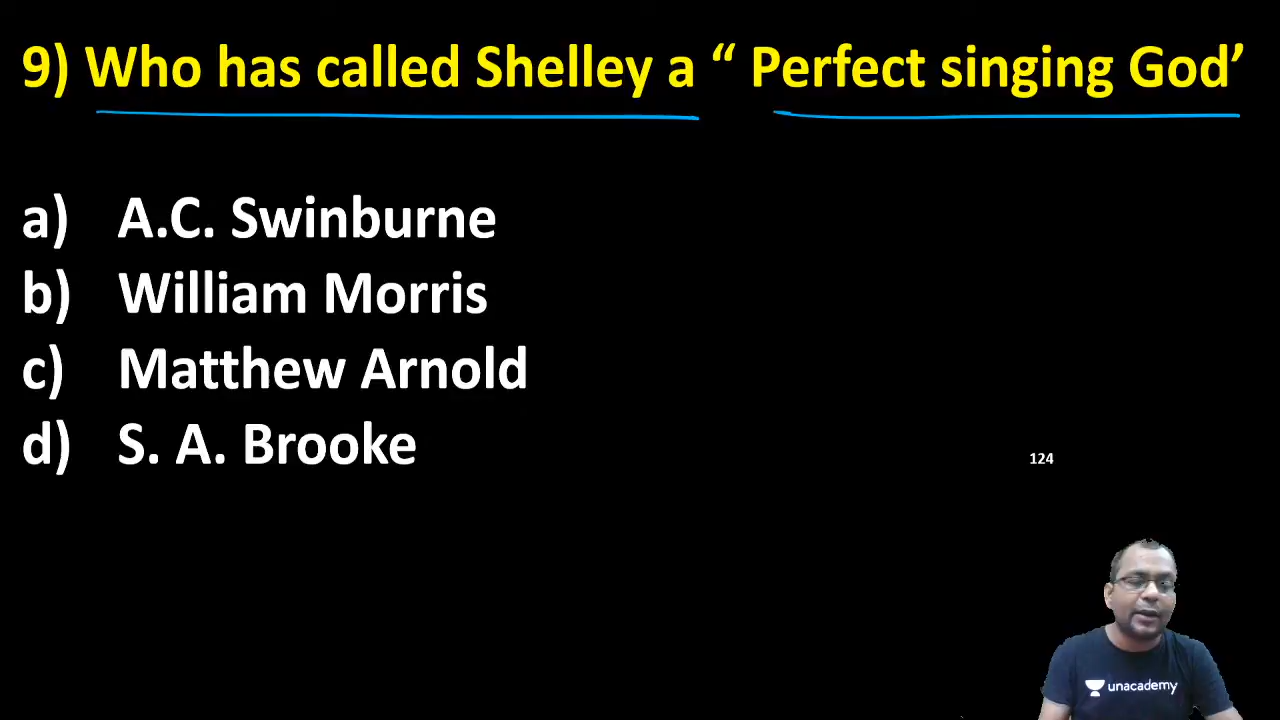 9) Who has called Shelley a “ Perfect singing God’
a) A.C. Swinburne
b) William Morris
c) Matthew Arnold
d) S. A. Brooke
124
unacademy